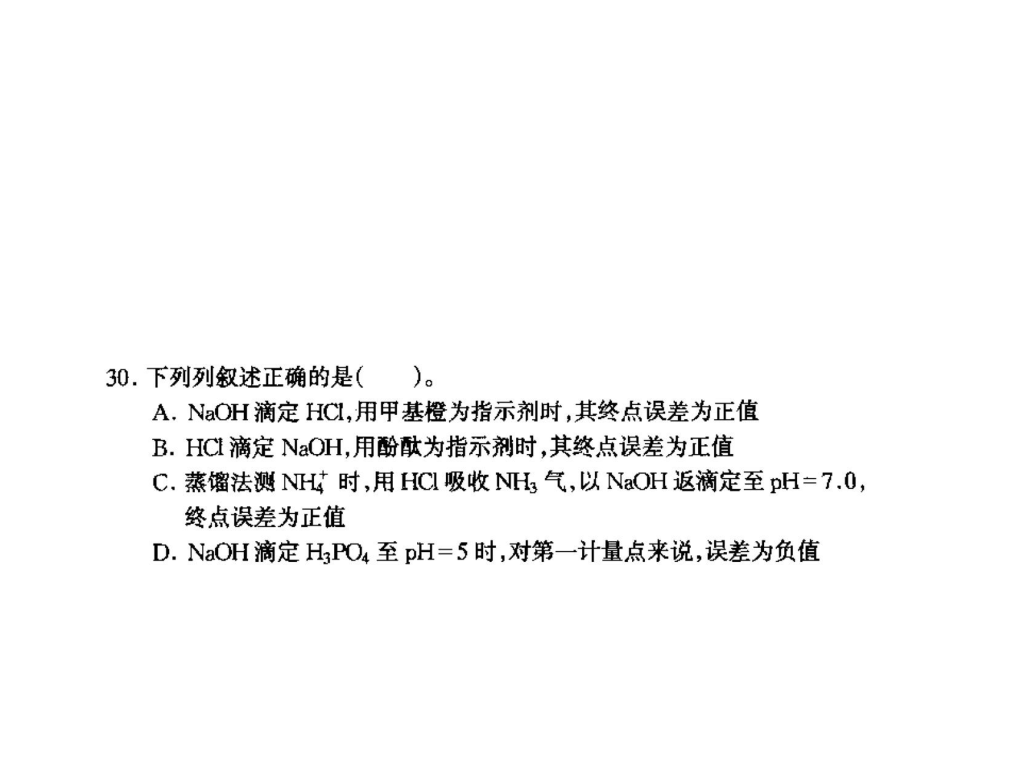 30. 下列列叙述正确的是(　　)。
A. NaOH 滴定 HCl,用甲基橙为指示剂时,其终点误差为正值
B. HCl 滴定 NaOH,用酚酞为指示剂时,其终点误差为正值
C. 蒸馏法测 NH₄⁺ 时,用 HCl 吸收 NH₃ 气,以 NaOH 返滴定至 pH=7.0,
终点误差为正值
D. NaOH 滴定 H₃PO₄ 至 pH=5 时,对第一计量点来说,误差为负值